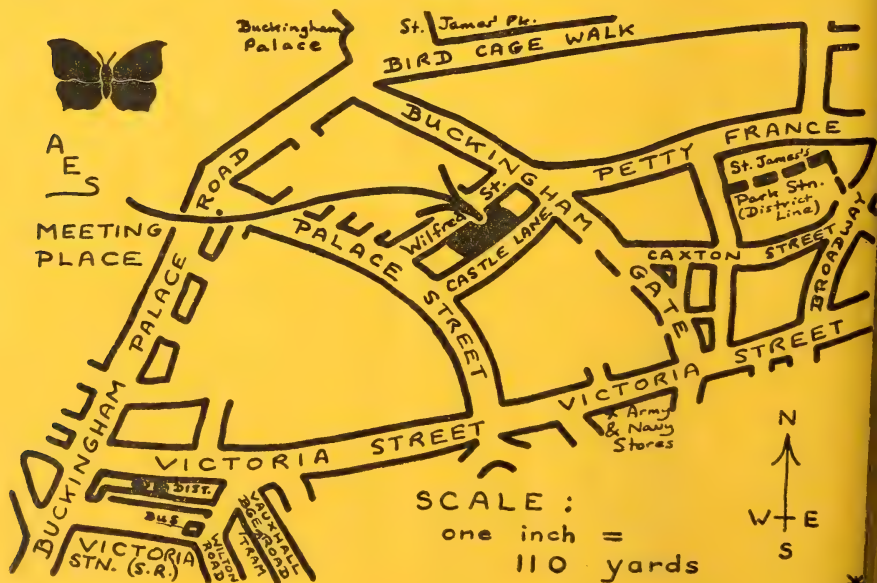 Buckingham
Palace
St. James' Pk.
BIRD CAGE WALK
BUCKINGHAM
GATE
PETTY FRANCE
A
E
S
MEETING
PLACE
BUCKINGHAM PALACE ROAD
Wilfred St.
CASTLE LANE
PALACE STREET
St. James's
Park Stn.
(District
Line)
CAXTON STREET
BROADWAY
VICTORIA STREET
x Army
& Navy
Stores
VICTORIA STREET
DIST.
BUS
VICTORIA
STN. (S.R.)
WILTON
ROAD
VAUXHALL
BGE ROAD
TRAM
SCALE :
one inch =
110 yards
N
W E
S